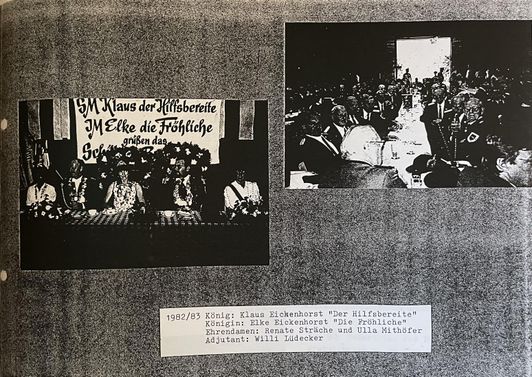 SM Klaus der Hilfsbereite
IM Elke die Fröhliche
grüßen das
1982/83 König: Klaus Eickenhorst "Der Hilfsbereite"
Königin: Elke Eickenhorst "Die Fröhliche"
Ehrendamen: Renate Sträche und Ulla Mithöfer
Adjutant: Willi Lüdecker